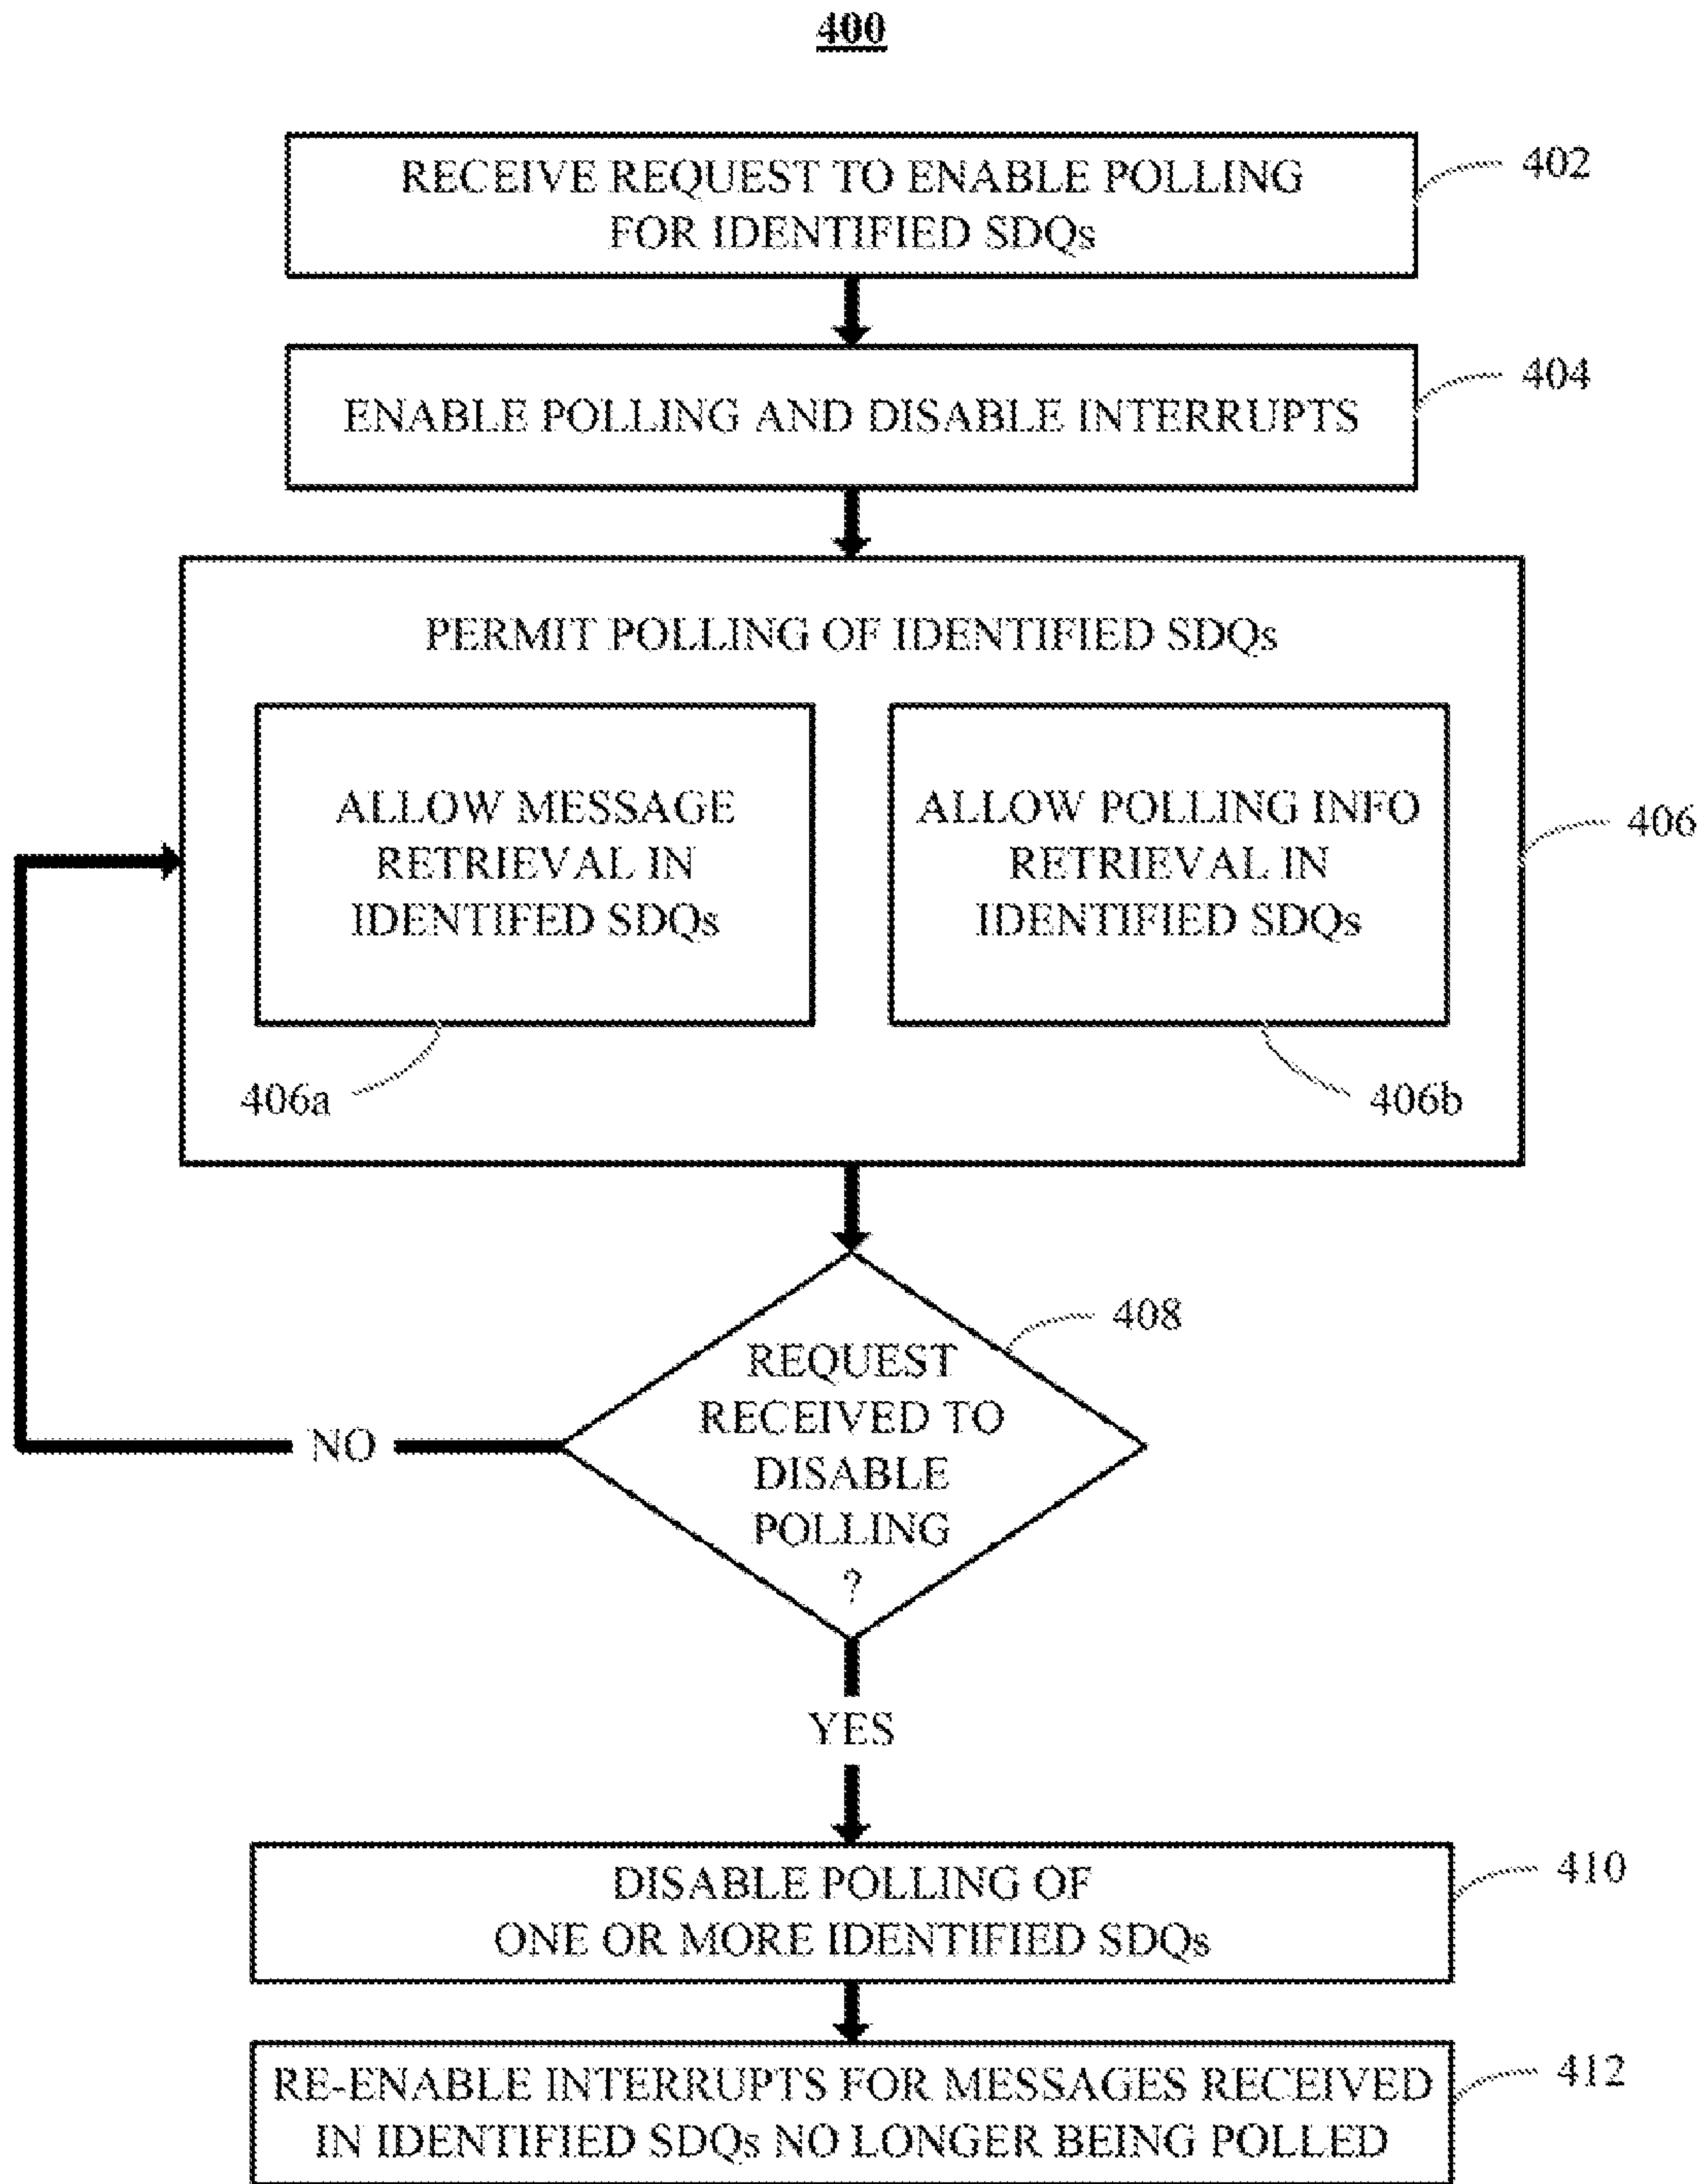 400
RECEIVE REQUEST TO ENABLE POLLING
FOR IDENTIFIED SDQs
402
ENABLE POLLING AND DISABLE INTERRUPTS
404
PERMIT POLLING OF IDENTIFIED SDQs
ALLOW MESSAGE
RETRIEVAL IN
IDENTIFED SDQs
406a
ALLOW POLLING INFO
RETRIEVAL IN
IDENTIFIED SDQs
406b
406
REQUEST
RECEIVED TO
DISABLE
POLLING
?
408
NO
YES
DISABLE POLLING OF
ONE OR MORE IDENTIFIED SDQs
410
RE-ENABLE INTERRUPTS FOR MESSAGES RECEIVED
IN IDENTIFIED SDQs NO LONGER BEING POLLED
412